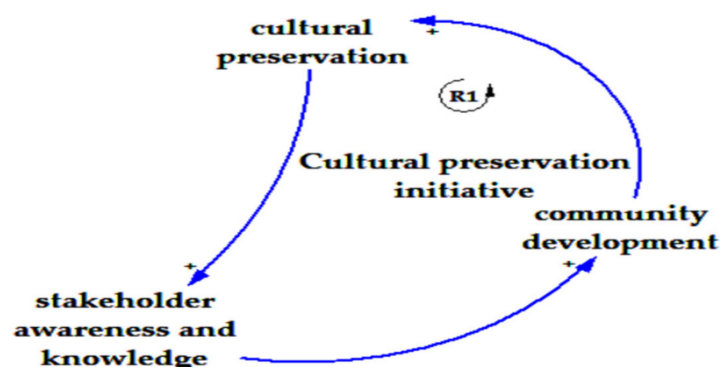 cultural
preservation
+
R1
Cultural preservation
initiative
community
development
+
+
stakeholder
awareness and
knowledge